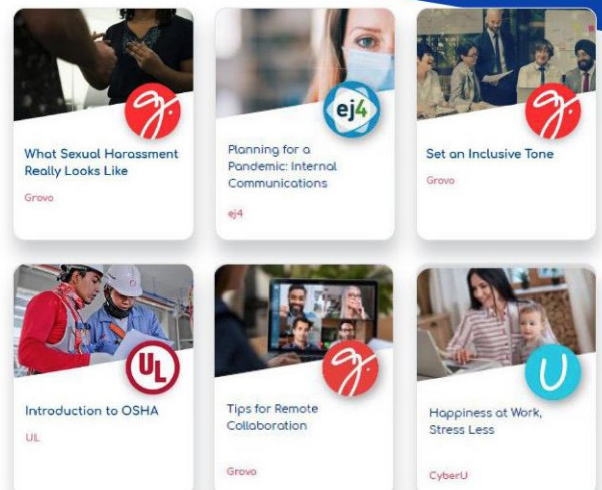 What Sexual Harassment
Really Looks Like
Grovo
ej4
Planning for a
Pandemic: Internal
Communications
ej4
g.
Set an Inclusive Tone
Grovo
UL
Introduction to OSHA
UL
g.
Tips for Remote
Collaboration
Grovo
U
Happiness at Work,
Stress Less
CyberU